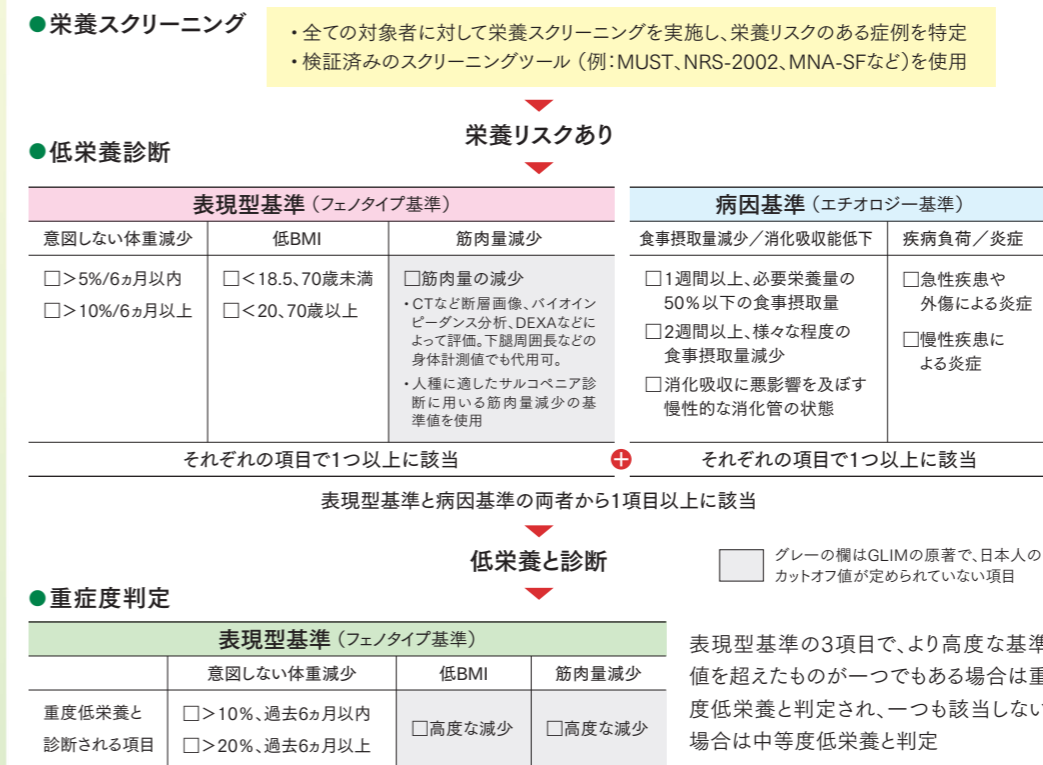 ●栄養スクリーニング
・全ての対象者に対して栄養スクリーニングを実施し、栄養リスクのある症例を特定
・検証済みのスクリーニングツール（例：MUST、NRS-2002、MNA-SFなど）を使用
栄養リスクあり
●低栄養診断
表現型基準（フェノタイプ基準）
意図しない体重減少
低BMI
筋肉量減少
□>5%/6ヵ月以内
□>10%/6ヵ月以上
□<18.5、70歳未満
□<20、70歳以上
□筋肉量の減少
・CTなど断層画像、バイオイン
ピーダンス分析、DEXAなどに
よって評価。下腿周囲長などの
身体計測値でも代用可。
・人種に適したサルコペニア診
断に用いる筋肉量減少の基
準値を使用
それぞれの項目で1つ以上に該当
+
病因基準（エチオロジー基準）
食事摂取量減少／消化吸収能低下
疾病負荷／炎症
□1週間以上、必要栄養量の
50%以下の食事摂取量
□2週間以上、様々な程度の
食事摂取量減少
□消化吸収に悪影響を及ぼす
慢性的な消化管の状態
□急性疾患や
外傷による炎症
□慢性疾患に
よる炎症
それぞれの項目で1つ以上に該当
表現型基準と病因基準の両者から1項目以上に該当
低栄養と診断
グレーの欄はGLIMの原著で、日本人の
カットオフ値が定められていない項目
●重症度判定
表現型基準（フェノタイプ基準）
意図しない体重減少
低BMI
筋肉量減少
重度低栄養と
診断される項目
□>10%、過去6ヵ月以内
□>20%、過去6ヵ月以上
□高度な減少
□高度な減少
表現型基準の3項目で、より高度な基準
値を超えたものが一つでもある場合は重
度低栄養と判定され、一つも該当しない
場合は中等度低栄養と判定